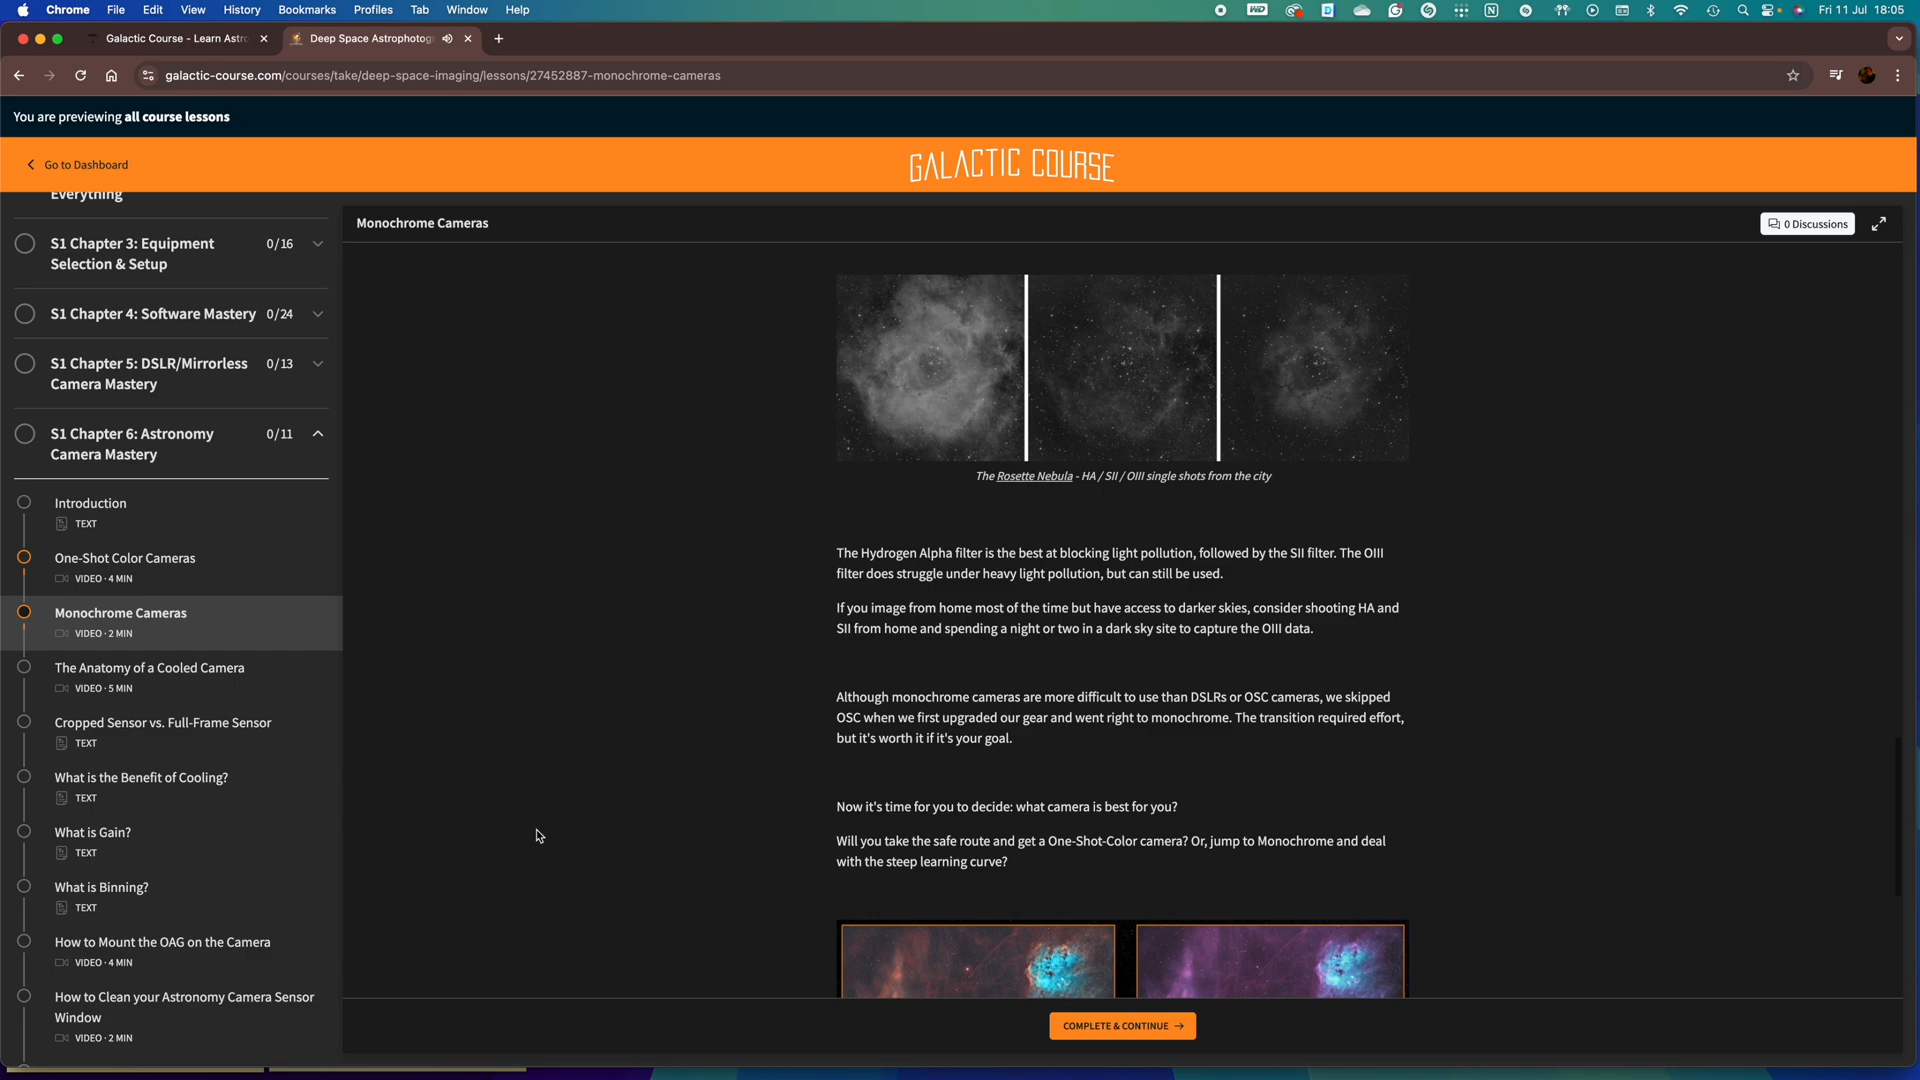 Chrome File Edit View History Bookmarks Profiles Tab Window Help Fri 11 Jul 18:05
Galactic Course - Learn Astro
Deep Space Astrophotog
galactic-course.com/courses/take/deep-space-imaging/lessons/27452887-monochrome-cameras
You are previewing all course lessons
Go to Dashboard
GALACTIC COURSE
Everything
S1 Chapter 3: Equipment
Selection & Setup
0/16
S1 Chapter 4: Software Mastery 0/24
S1 Chapter 5: DSLR/Mirrorless
Camera Mastery
0/13
S1 Chapter 6: Astronomy
Camera Mastery
0/11
Introduction
TEXT
One-Shot Color Cameras
VIDEO · 4 MIN
Monochrome Cameras
VIDEO · 2 MIN
The Anatomy of a Cooled Camera
VIDEO · 5 MIN
Cropped Sensor vs. Full-Frame Sensor
TEXT
What is the Benefit of Cooling?
TEXT
What is Gain?
TEXT
What is Binning?
TEXT
How to Mount the OAG on the Camera
VIDEO · 4 MIN
How to Clean your Astronomy Camera Sensor
Window
VIDEO · 2 MIN
Monochrome Cameras
0 Discussions
The Rosette Nebula - HA / SII / OIII single shots from the city
The Hydrogen Alpha filter is the best at blocking light pollution, followed by the SII filter. The OIII
filter does struggle under heavy light pollution, but can still be used.
If you image from home most of the time but have access to darker skies, consider shooting HA and
SII from home and spending a night or two in a dark sky site to capture the OIII data.
Although monochrome cameras are more difficult to use than DSLRs or OSC cameras, we skipped
OSC when we first upgraded our gear and went right to monochrome. The transition required effort,
but it's worth it if it's your goal.
Now it's time for you to decide: what camera is best for you?
Will you take the safe route and get a One-Shot-Color camera? Or, jump to Monochrome and deal
with the steep learning curve?
COMPLETE & CONTINUE →